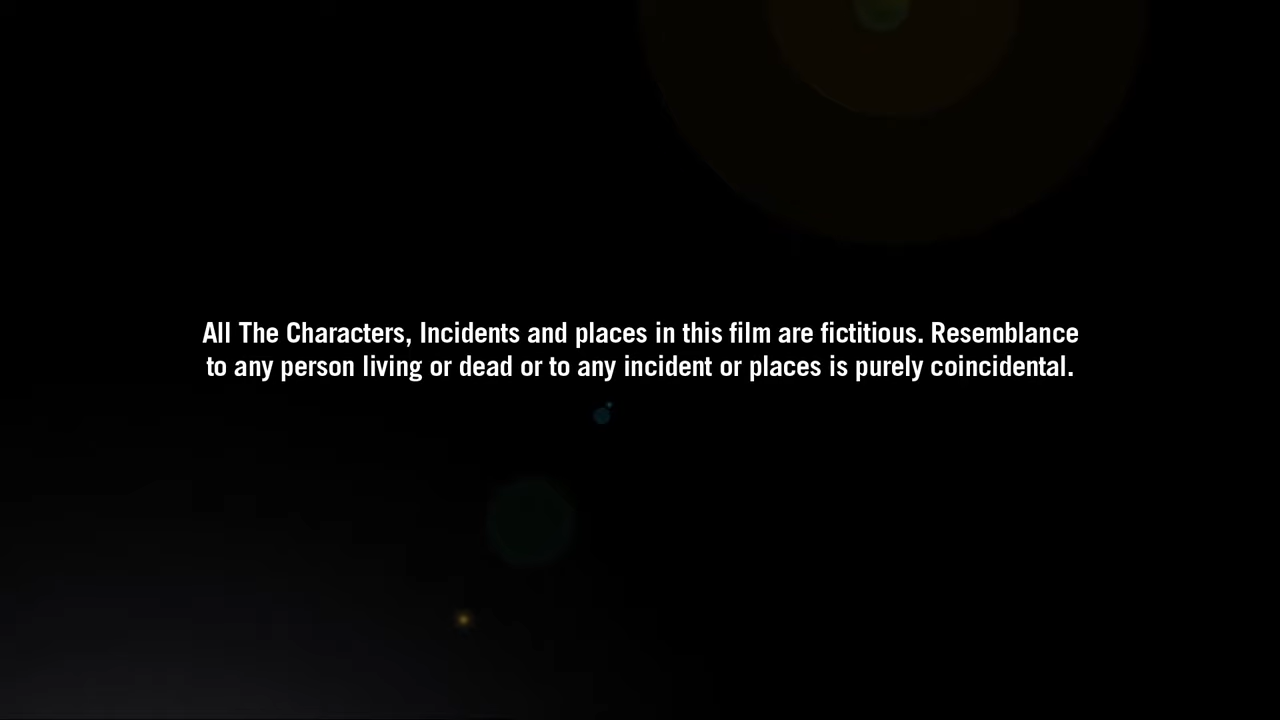 All The Characters, Incidents and places in this film are fictitious. Resemblance
to any person living or dead or to any incident or places is purely coincidental.